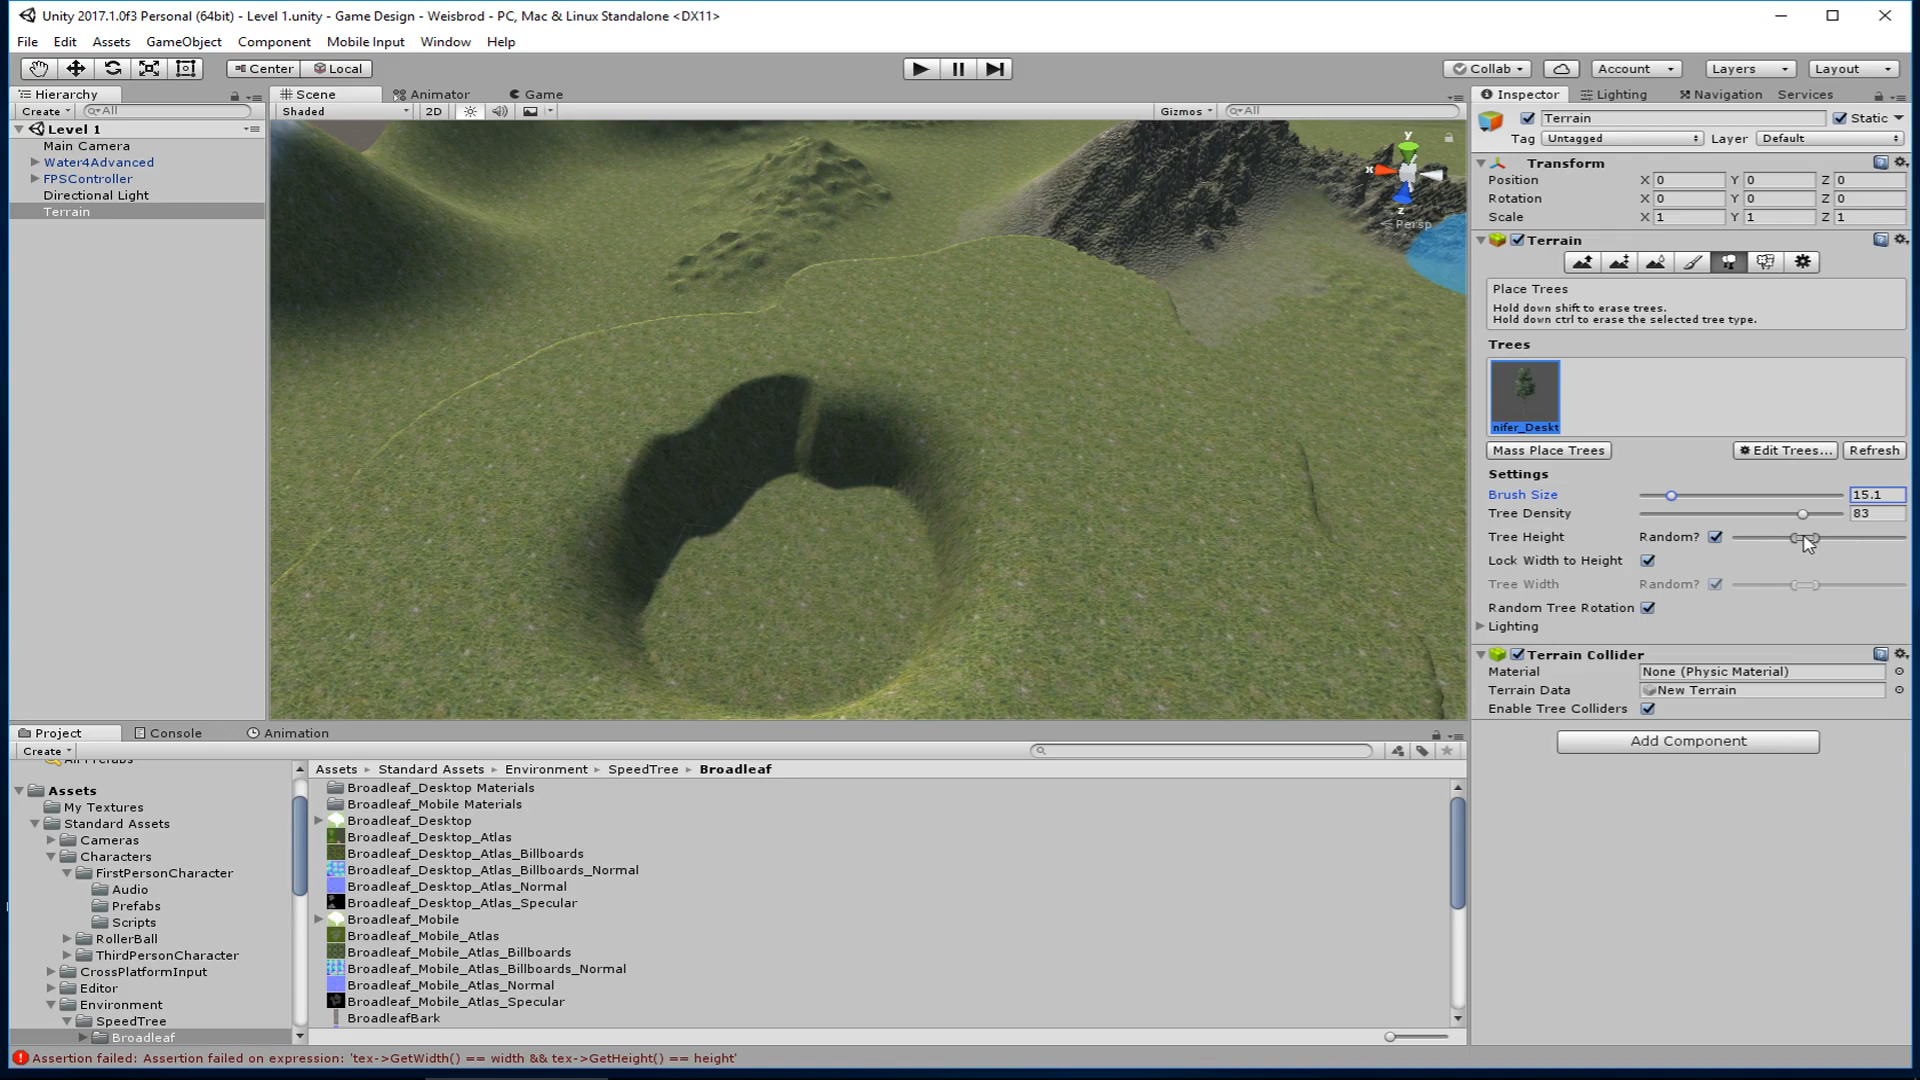 Unity 2017.1.0f3 Personal (64bit) - Level 1.unity - Game Design - Weisbrod - PC, Mac & Linux Standalone <DX11>
File Edit Assets GameObject Component Mobile Input Window Help
Center Local Collab Account Layers Layout
Hierarchy
Create All
Level 1
Main Camera
Water4Advanced
FPSController
Directional Light
Terrain
Scene Animator Game
Shaded 2D Gizmos All
y
x
z
Persp
Inspector Lighting Navigation Services
Terrain Static
Tag Untagged Layer Default
Transform
Position X 0 Y 0 Z 0
Rotation X 0 Y 0 Z 0
Scale X 1 Y 1 Z 1
Terrain
Place Trees
Hold down shift to erase trees.
Hold down ctrl to erase the selected tree type.
Trees
nifer_Deskt
Mass Place Trees Edit Trees... Refresh
Settings
Brush Size 15.1
Tree Density 83
Tree Height Random?
Lock Width to Height
Tree Width Random?
Random Tree Rotation
Lighting
Terrain Collider
Material None (Physic Material)
Terrain Data New Terrain
Enable Tree Colliders
Add Component
Project Console Animation
Create
Assets
My Textures
Standard Assets
Cameras
Characters
FirstPersonCharacter
Audio
Prefabs
Scripts
RollerBall
ThirdPersonCharacter
CrossPlatformInput
Editor
Environment
SpeedTree
Broadleaf
Assets Standard Assets Environment SpeedTree Broadleaf
Broadleaf_Desktop Materials
Broadleaf_Mobile Materials
Broadleaf_Desktop
Broadleaf_Desktop_Atlas
Broadleaf_Desktop_Atlas_Billboards
Broadleaf_Desktop_Atlas_Billboards_Normal
Broadleaf_Desktop_Atlas_Normal
Broadleaf_Desktop_Atlas_Specular
Broadleaf_Mobile
Broadleaf_Mobile_Atlas
Broadleaf_Mobile_Atlas_Billboards
Broadleaf_Mobile_Atlas_Billboards_Normal
Broadleaf_Mobile_Atlas_Normal
Broadleaf_Mobile_Atlas_Specular
BroadleafBark
Assertion failed: Assertion failed on expression: 'tex->GetWidth() == width && tex->GetHeight() == height'